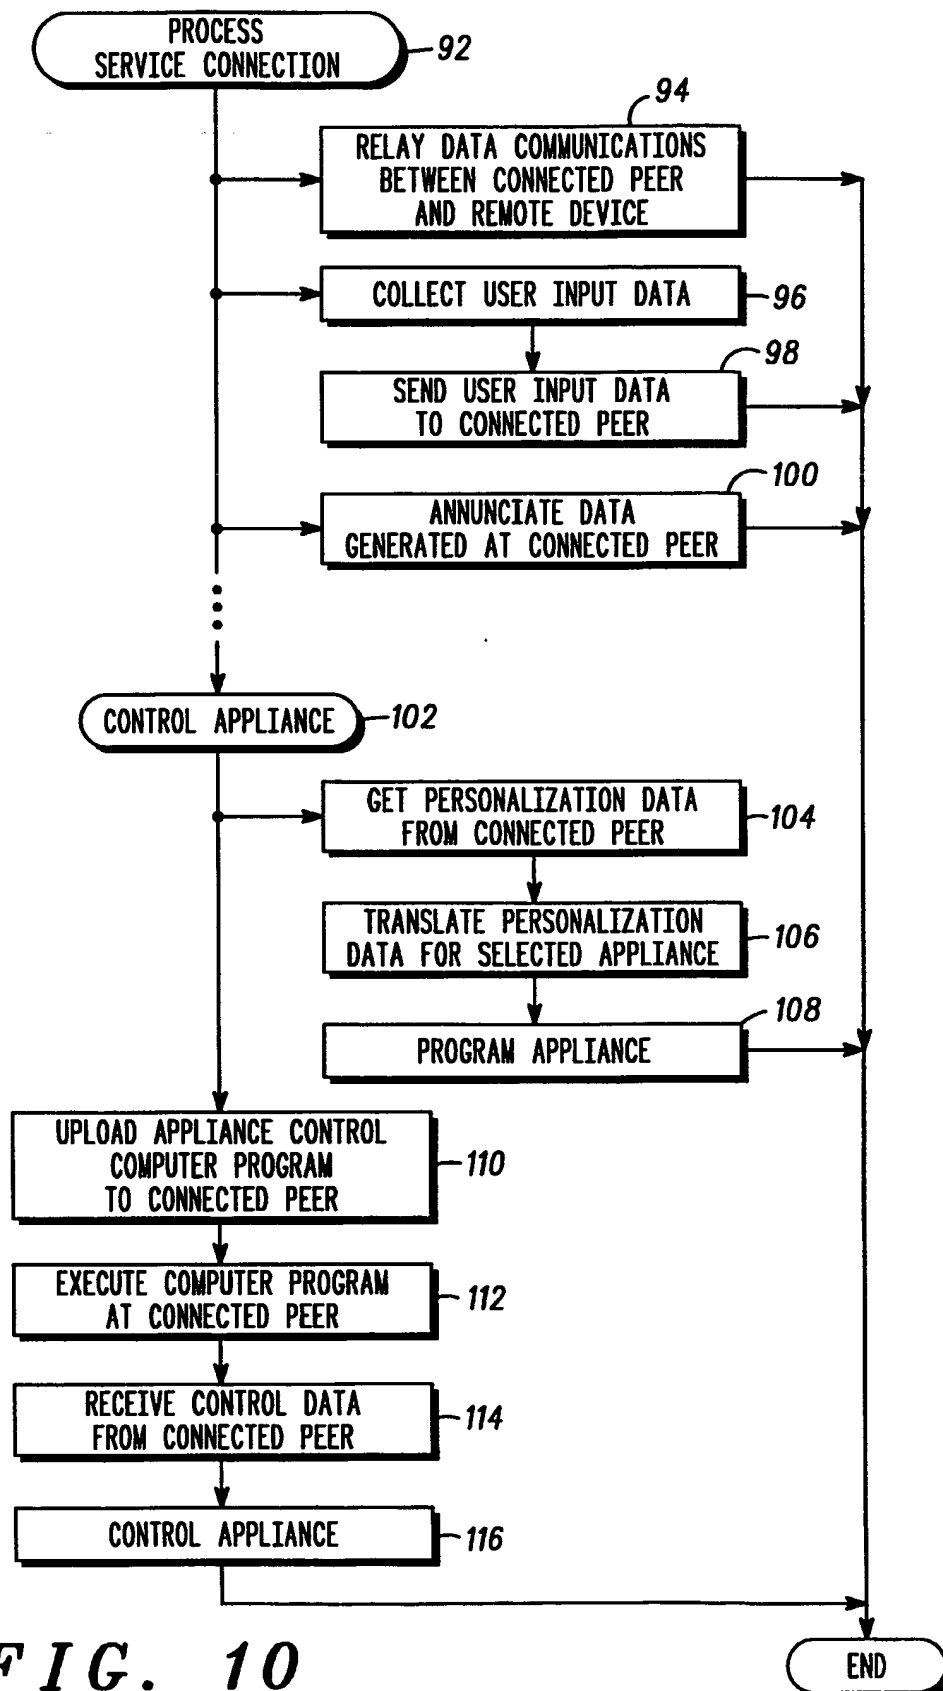 PROCESS
SERVICE CONNECTION
92
94
RELAY DATA COMMUNICATIONS
BETWEEN CONNECTED PEER
AND REMOTE DEVICE
COLLECT USER INPUT DATA
96
98
SEND USER INPUT DATA
TO CONNECTED PEER
100
ANNUNCIATE DATA
GENERATED AT CONNECTED PEER
CONTROL APPLIANCE
102
GET PERSONALIZATION DATA
FROM CONNECTED PEER
104
TRANSLATE PERSONALIZATION
DATA FOR SELECTED APPLIANCE
106
108
PROGRAM APPLIANCE
UPLOAD APPLIANCE CONTROL
COMPUTER PROGRAM
TO CONNECTED PEER
110
EXECUTE COMPUTER PROGRAM
AT CONNECTED PEER
112
RECEIVE CONTROL DATA
FROM CONNECTED PEER
114
CONTROL APPLIANCE
116
FIG. 10
END